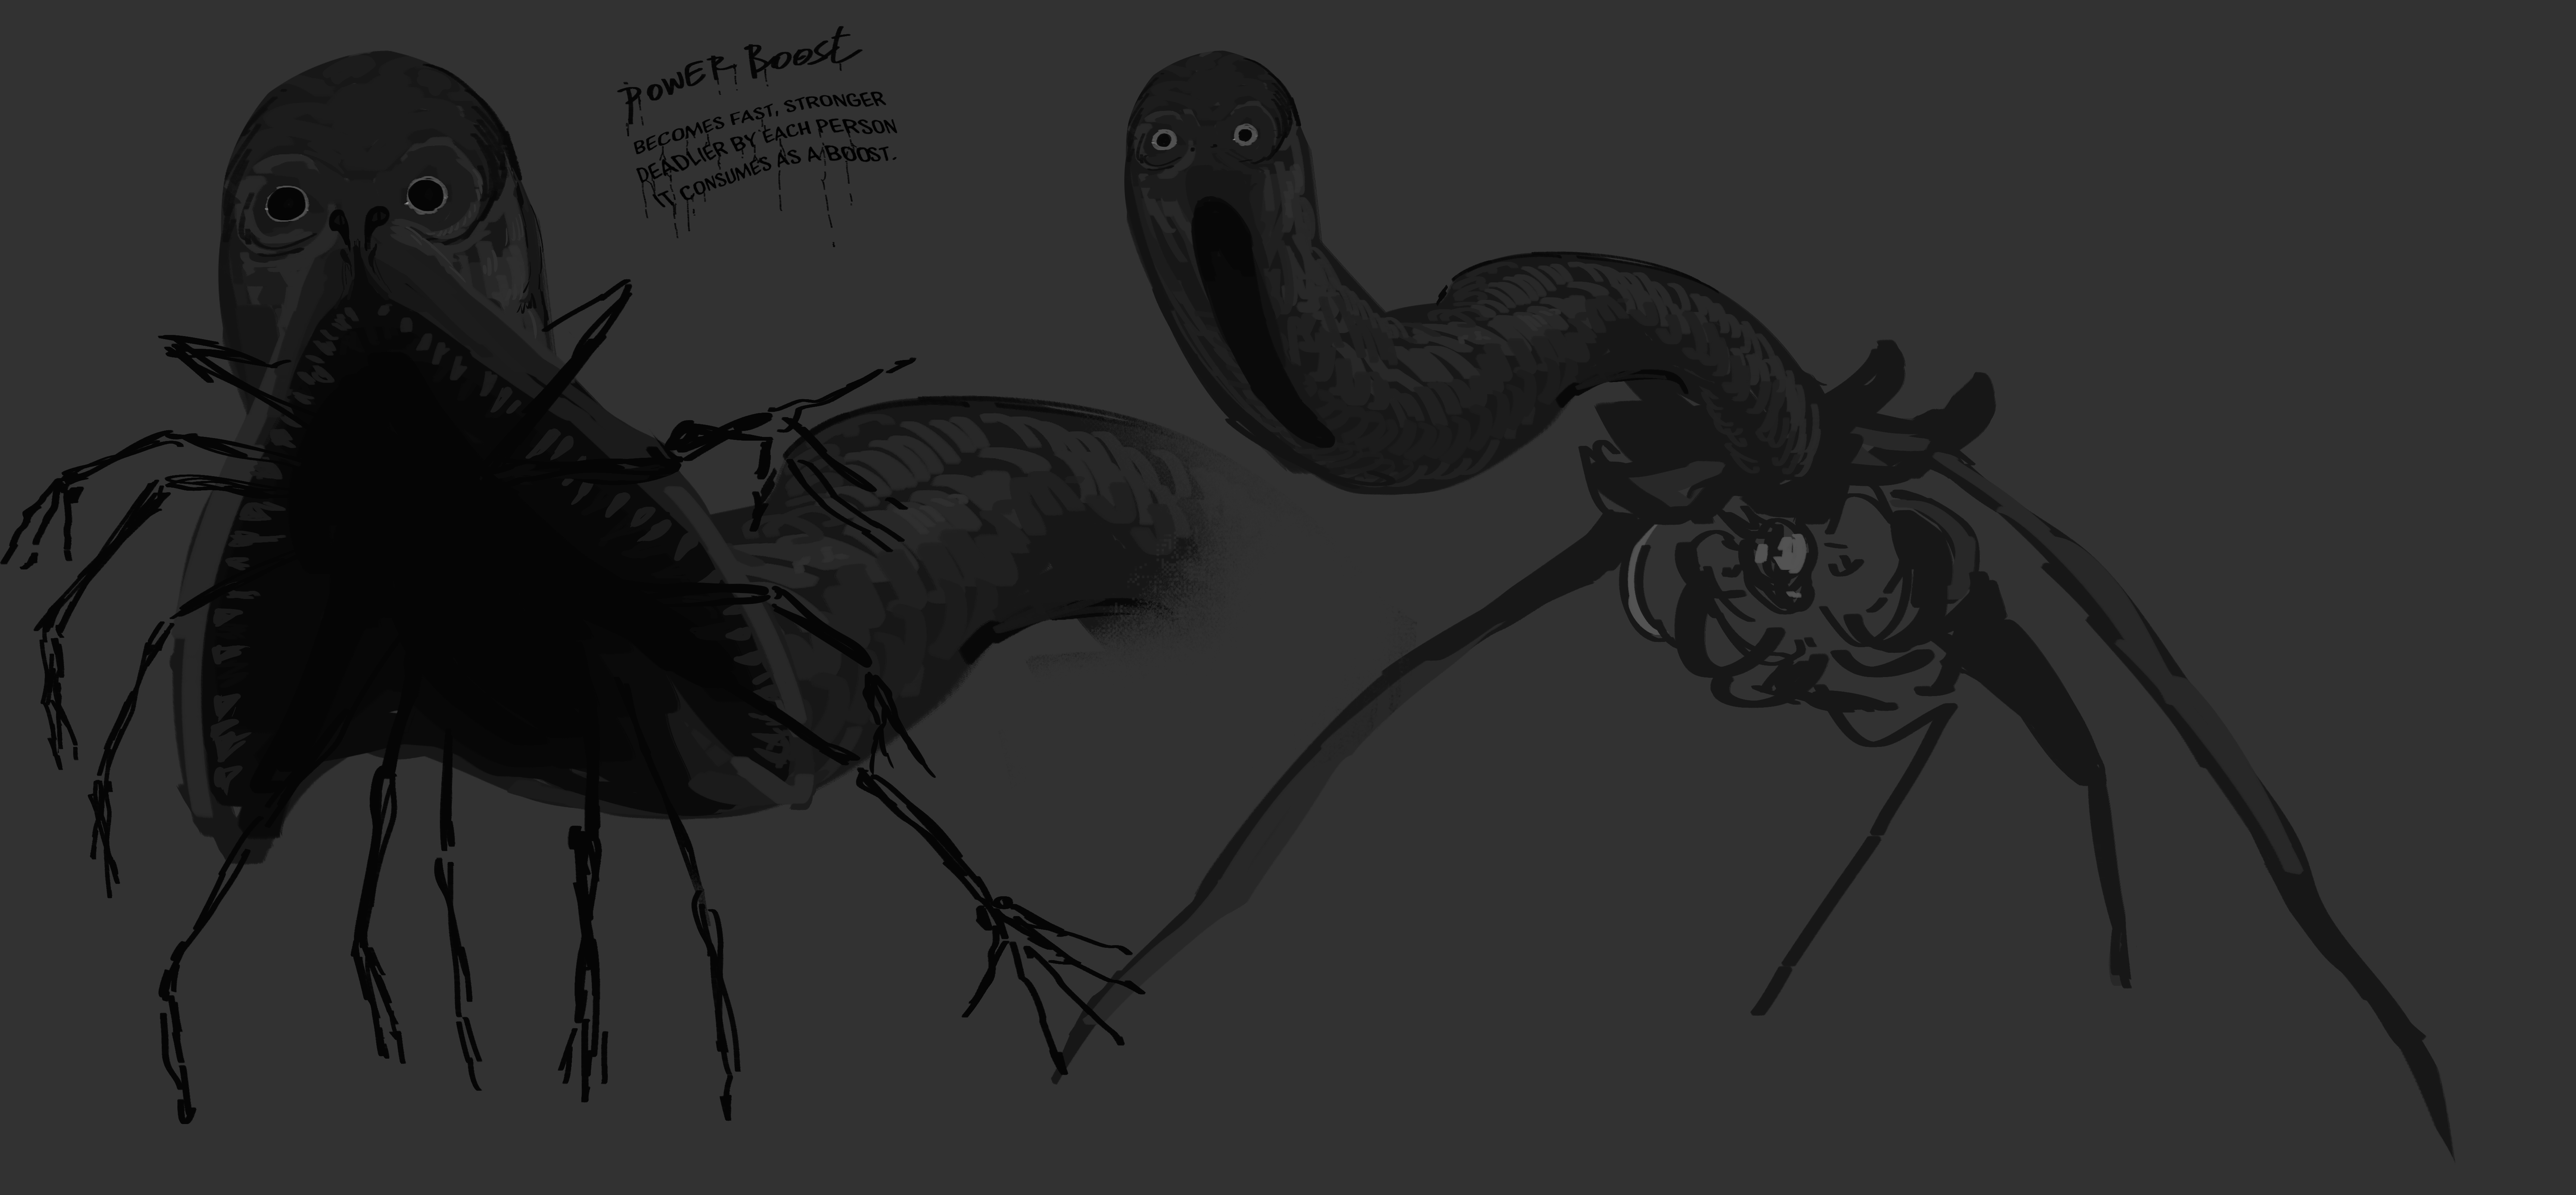 Power Boost
BECOMES FAST, STRONGER
DEADLIER BY EACH PERSON
IT CONSUMES AS A BOOST.